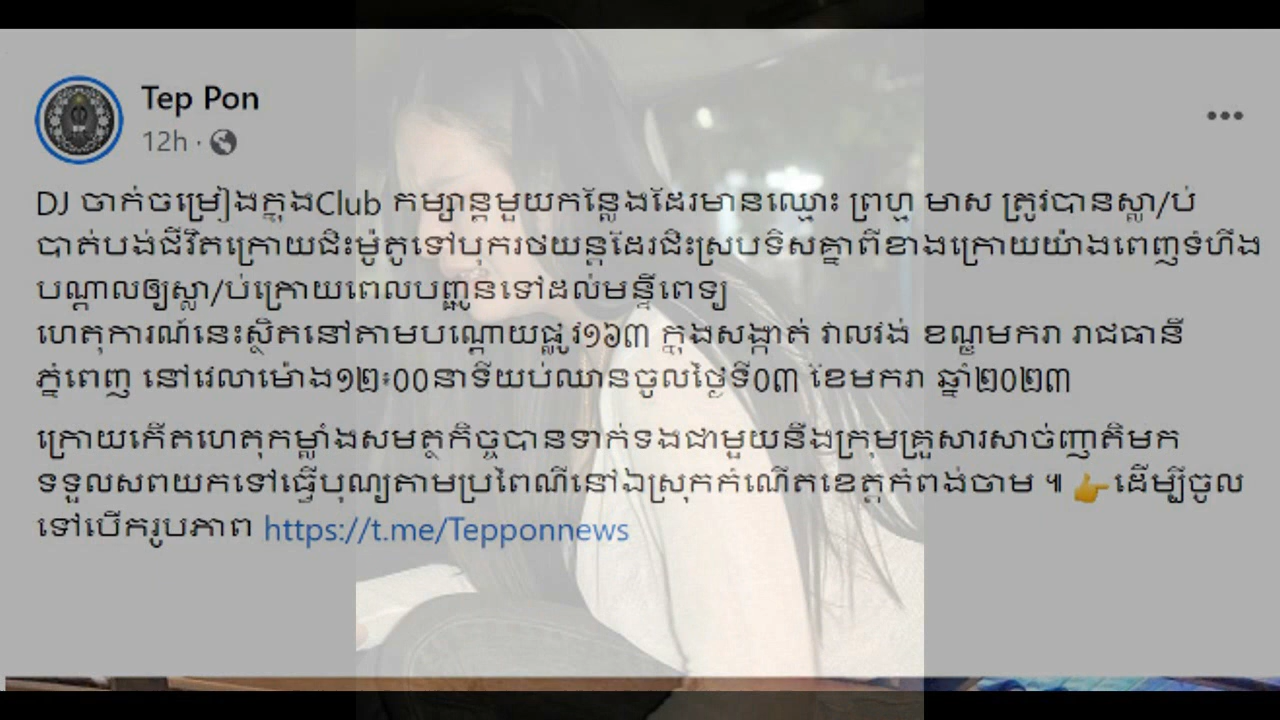 Tep Pon
12h ·
DJ ចាក់ចម្រៀងក្នុងClub កម្សាន្តមួយកន្លែងដែរមានឈ្មោះ ព្រហ្ម មាស ត្រូវបានស្លា/ប់
បាត់បង់ជីវិតក្រោយជិះម៉ូតូទៅបុករថយន្តដែរជិះស្របទិសគ្នាពីខាងក្រោយយ៉ាងពេញទំហឹង
បណ្តាលឲ្យស្លា/ប់ក្រោយពេលបញ្ជូនទៅដល់មន្ទីពេទ្យ
ហេតុការណ៍នេះស្ថិតនៅតាមបណ្តោយផ្លូវ១៦៣ ក្នុងសង្កាត់ វាលវង់ ខណ្ឌមករា រាជធានី
ភ្នំពេញ នៅវេលាម៉ោង១២៖00នាទីយប់ឈានចូលថ្ងៃទី0៣ ខែមករា ឆ្នាំ២0២៣
ក្រោយកើតហេតុកម្លាំងសមត្ថកិច្ចបានទាក់ទងជាមួយនឹងក្រុមគ្រួសារសាច់ញាតិមក
ទទួលសពយកទៅធ្វើបុណ្យតាមប្រពៃណីនៅឯស្រុកកំណើតខេត្តកំពង់ចាម ៕ 👉ដើម្បីចូល
ទៅបើករូបភាព https://t.me/Tepponnews